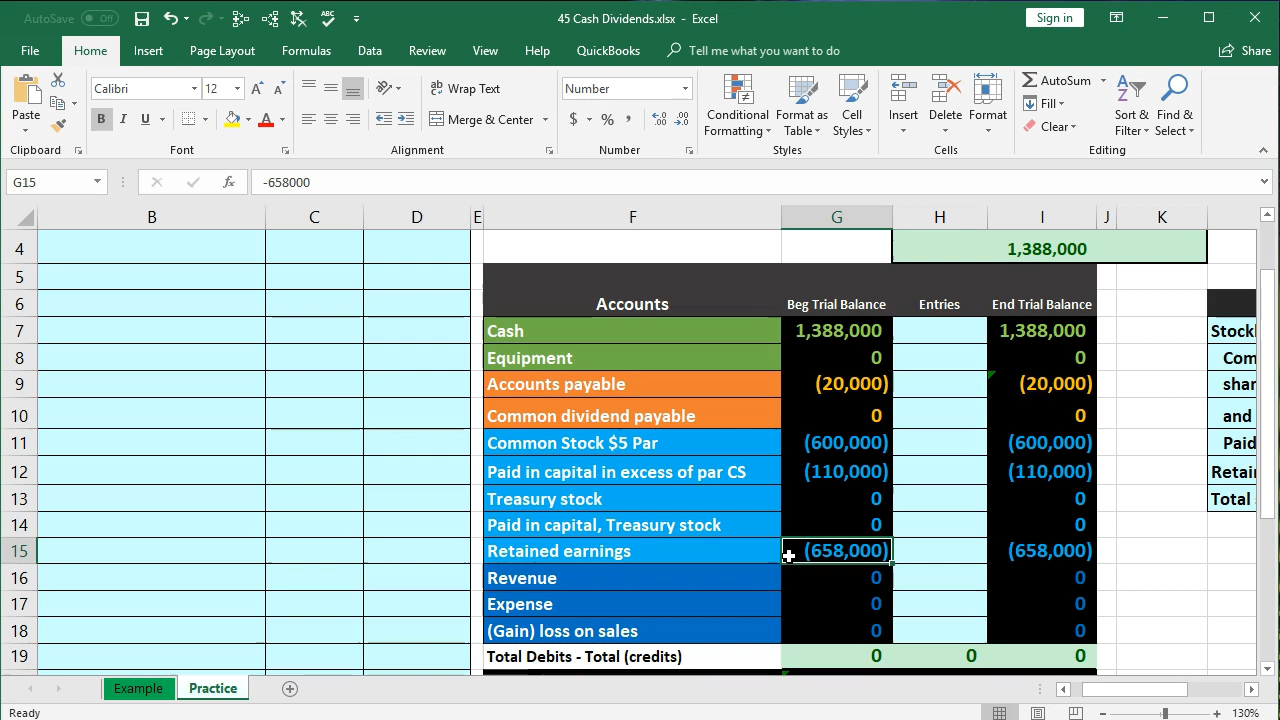 AutoSave Off 45 Cash Dividends.xlsx - Excel Sign in
File Home Insert Page Layout Formulas Data Review View Help QuickBooks Tell me what you want to do Share
Paste Calibri 12 Wrap Text Number Conditional Formatting Format as Table Cell Styles Insert Delete Format AutoSum Sort & Filter Find & Select
B I U A Merge & Center $ % , Fill Clear
Clipboard Font Alignment Number Styles Cells Editing
G15 fx -658000
B C D E F G H I J K
4 1,388,000
5
6 Accounts Beg Trial Balance Entries End Trial Balance
7 Cash 1,388,000 1,388,000 Stockl
8 Equipment 0 0 Com
9 Accounts payable (20,000) (20,000) shar
10 Common dividend payable 0 0 and
11 Common Stock $5 Par (600,000) (600,000) Paid
12 Paid in capital in excess of par CS (110,000) (110,000) Retain
13 Treasury stock 0 0 Total
14 Paid in capital, Treasury stock 0 0
15 Retained earnings (658,000) (658,000)
16 Revenue 0 0
17 Expense 0 0
18 (Gain) loss on sales 0 0
19 Total Debits - Total (credits) 0 0 0
Example Practice
Ready 130%